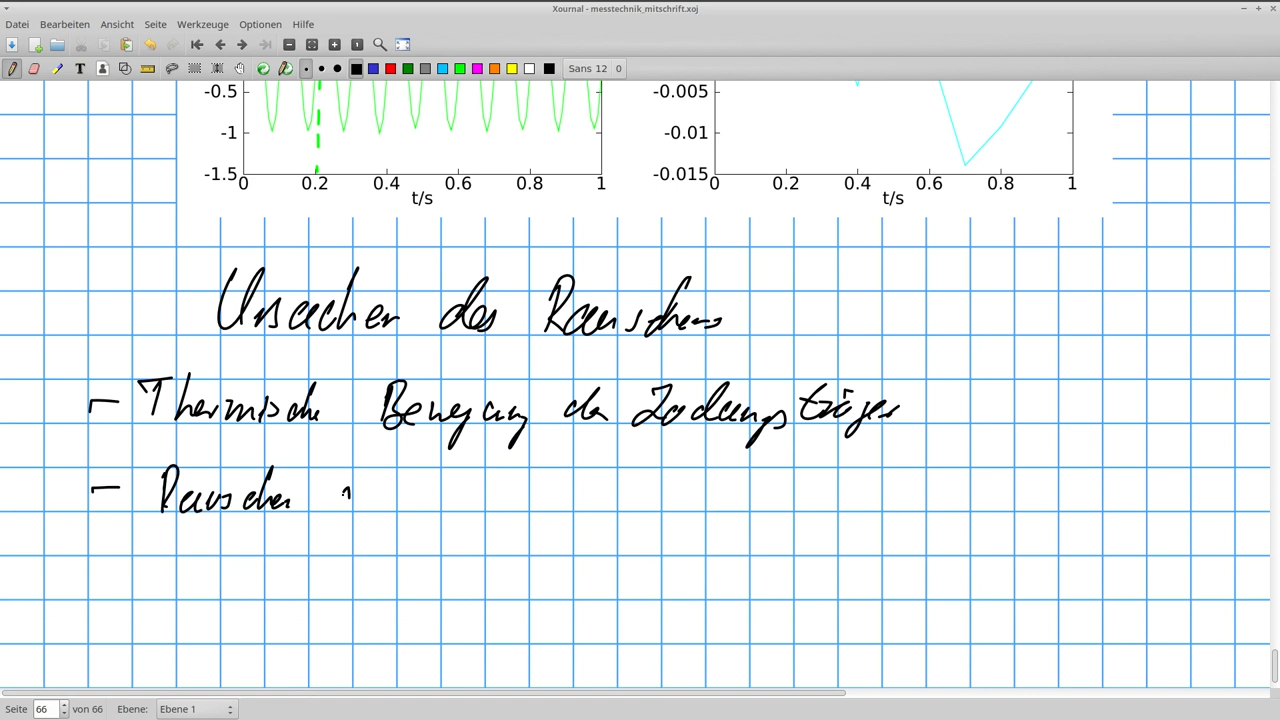 Xournal - messtechnik_mitschrift.xoj
Datei Bearbeiten Ansicht Seite Werkzeuge Optionen Hilfe
Sans 12 0
-0.5
-1
-1.5
0 0.2 0.4 0.6 0.8 1
t/s
-0.005
-0.01
-0.015
0 0.2 0.4 0.6 0.8 1
t/s
Ursachen des Rauschens
- Thermische Bewegung der Ladungsträger
- Rauschen
Seite 66 von 66 Ebene: Ebene 1